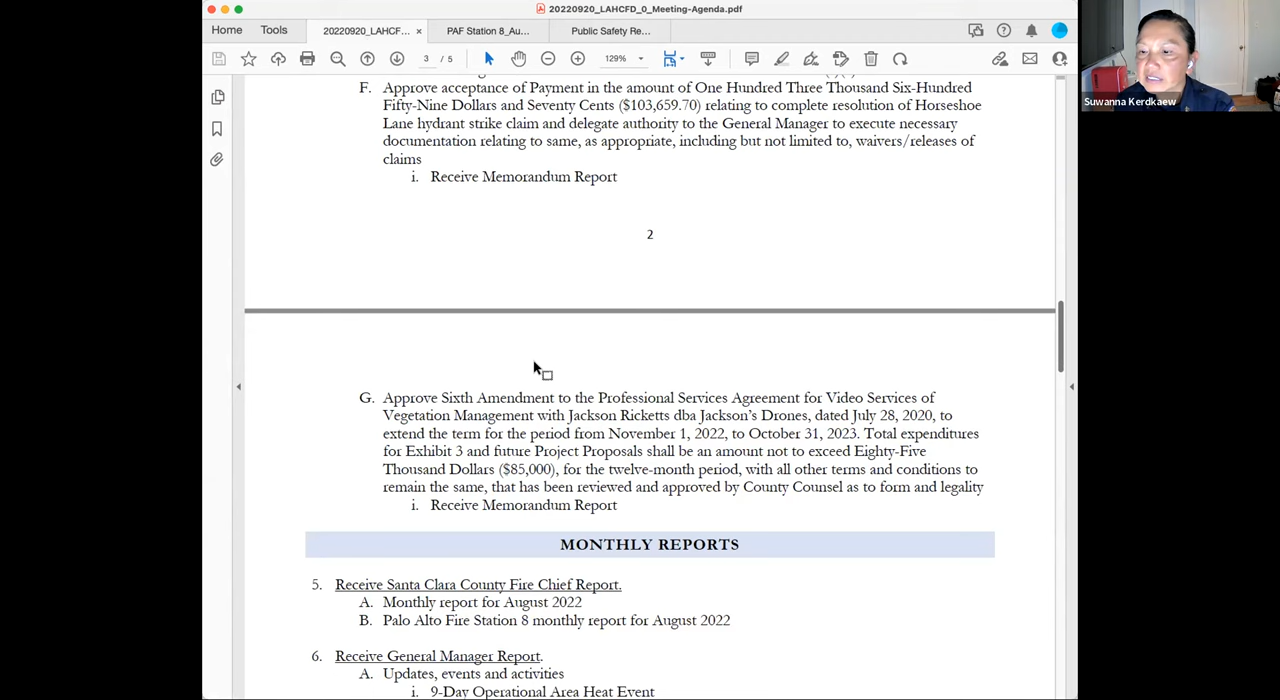 20220920_LAHCFD_0_Meeting-Agenda.pdf
Home Tools 20220920_LAHCF... × PAF Station 8_Au... Public Safety Re...
3 / 5 129%
Suwanna Kerdkaew
F. Approve acceptance of Payment in the amount of One Hundred Three Thousand Six-Hundred
Fifty-Nine Dollars and Seventy Cents ($103,659.70) relating to complete resolution of Horseshoe
Lane hydrant strike claim and delegate authority to the General Manager to execute necessary
documentation relating to same, as appropriate, including but not limited to, waivers/releases of
claims
i. Receive Memorandum Report
2
G. Approve Sixth Amendment to the Professional Services Agreement for Video Services of
Vegetation Management with Jackson Ricketts dba Jackson's Drones, dated July 28, 2020, to
extend the term for the period from November 1, 2022, to October 31, 2023. Total expenditures
for Exhibit 3 and future Project Proposals shall be an amount not to exceed Eighty-Five
Thousand Dollars ($85,000), for the twelve-month period, with all other terms and conditions to
remain the same, that has been reviewed and approved by County Counsel as to form and legality
i. Receive Memorandum Report
MONTHLY REPORTS
5. Receive Santa Clara County Fire Chief Report.
A. Monthly report for August 2022
B. Palo Alto Fire Station 8 monthly report for August 2022
6. Receive General Manager Report.
A. Updates, events and activities
i. 9-Day Operational Area Heat Event